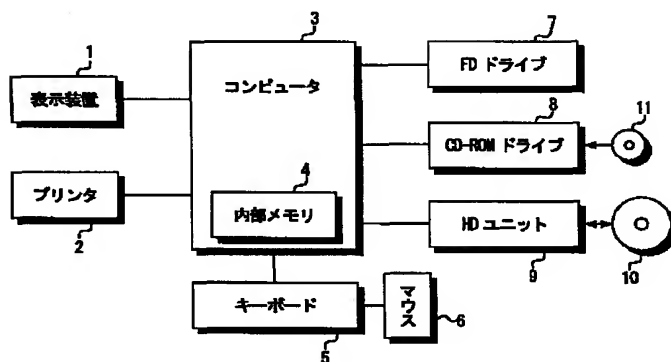 3
7
1
コンピュータ
FD ドライブ
表示装置
8
11
CD-ROM ドライブ
4
プリンタ
内部メモリ
HD ユニット
2
9
10
キーボード
マウス
5
6